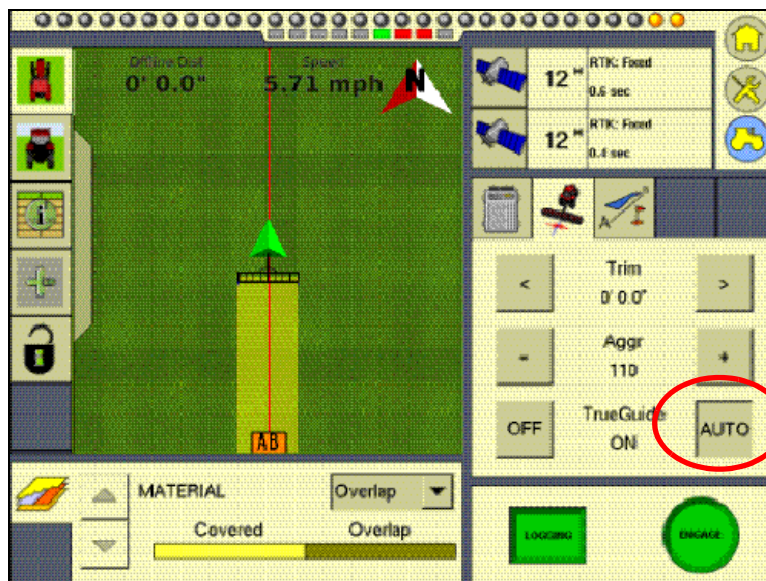 Offline Dist
Speed
0' 0.0"
5.71 mph
N
12
RTK: Fixed
0.6 sec
12
RTK: Fixed
0.4 sec
i
A
<
Trim
0' 0.0"
>
-
Aggr
110
+
OFF
TrueGuide
ON
AUTO
AB
MATERIAL
Overlap
Covered
Overlap
LOGGING
ENGAGE